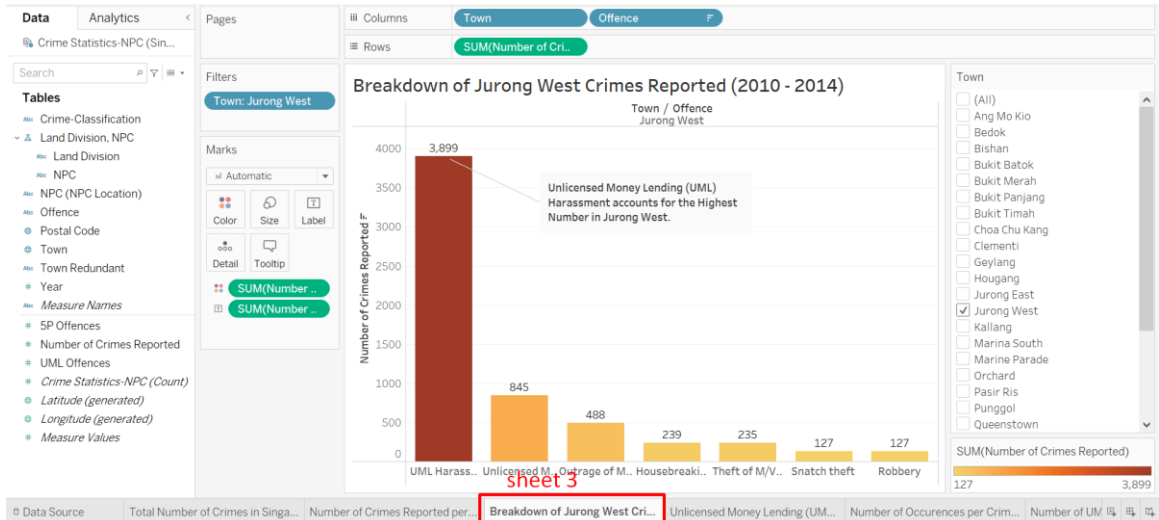 Data Analytics
Crime Statistics-NPC (Sin...
Search
Tables
Abc Crime-Classification
Land Division, NPC
Abc Land Division
Abc NPC
Abc NPC (NPC Location)
Abc Offence
Postal Code
Town
Abc Town Redundant
# Year
Abc Measure Names
# 5P Offences
# Number of Crimes Reported
# UML Offences
# Crime Statistics-NPC (Count)
Latitude (generated)
Longitude (generated)
# Measure Values
Pages
Filters
Town: Jurong West
Marks
Automatic
Color Size Label
Detail Tooltip
SUM(Number ..
SUM(Number ..
iii Columns Town Offence
Rows SUM(Number of Cri..
Breakdown of Jurong West Crimes Reported (2010 - 2014)
Town / Offence
Jurong West
Number of Crimes Reported
4000
3500
3000
2500
2000
1500
1000
500
0
3,899
845
488
239
235
127
127
Unlicensed Money Lending (UML)
Harassment accounts for the Highest
Number in Jurong West.
UML Harass.. Unlicensed M.. Outrage of M.. Housebreaki.. Theft of M/V.. Snatch theft Robbery
Town
(All)
Ang Mo Kio
Bedok
Bishan
Bukit Batok
Bukit Merah
Bukit Panjang
Bukit Timah
Choa Chu Kang
Clementi
Geylang
Hougang
Jurong East
Jurong West
Kallang
Marina South
Marine Parade
Orchard
Pasir Ris
Punggol
Queenstown
SUM(Number of Crimes Reported)
127 3,899
sheet 3
Data Source Total Number of Crimes in Singa... Number of Crimes Reported per... Breakdown of Jurong West Cri... Unlicensed Money Lending (UM... Number of Occurences per Crim... Number of UM